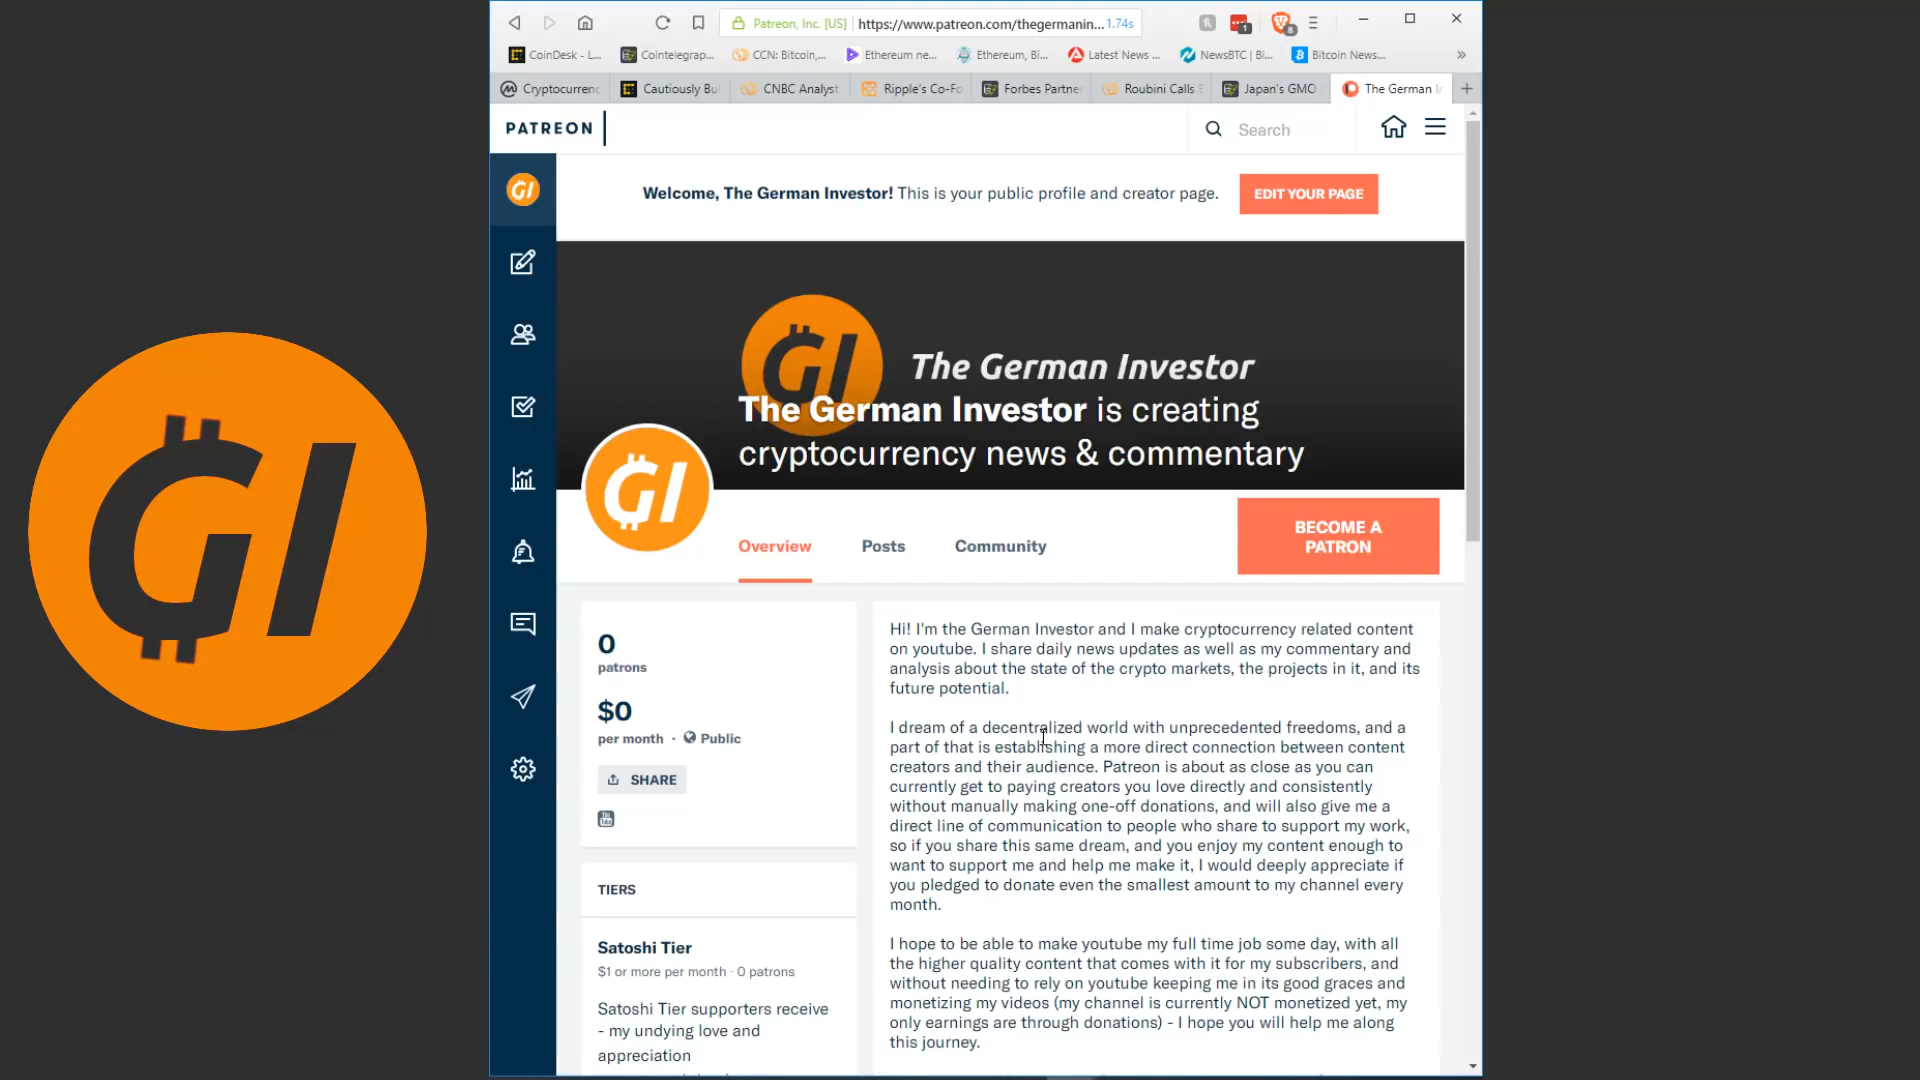 Patreon, Inc. [US]
https://www.patreon.com/thegermanin... 1.74s
1
8
CoinDesk - L...
Cointelegrap...
CCN: Bitcoin,...
Ethereum ne...
Ethereum, Bi...
Latest News ...
NewsBTC | Bi...
Bitcoin News...
»
Cryptocurrenc
Cautiously Bu
CNBC Analyst
Ripple's Co-Fo
Forbes Partne
Roubini Calls
Japan's GMO
The German In
PATREON
Search
GI
Welcome, The German Investor! This is your public profile and creator page.
EDIT YOUR PAGE
GI
The German Investor
The German Investor is creating
cryptocurrency news & commentary
GI
GI
Overview
Posts
Community
BECOME A
PATRON
0
patrons
$0
per month · Public
SHARE
You
Tube
TIERS
Satoshi Tier
$1 or more per month · 0 patrons
Satoshi Tier supporters receive
- my undying love and
appreciation
Hi! I'm the German Investor and I make cryptocurrency related content
on youtube. I share daily news updates as well as my commentary and
analysis about the state of the crypto markets, the projects in it, and its
future potential.
I dream of a decentralized world with unprecedented freedoms, and a
part of that is establishing a more direct connection between content
creators and their audience. Patreon is about as close as you can
currently get to paying creators you love directly and consistently
without manually making one-off donations, and will also give me a
direct line of communication to people who share to support my work,
so if you share this same dream, and you enjoy my content enough to
want to support me and help me make it, I would deeply appreciate if
you pledged to donate even the smallest amount to my channel every
month.
I hope to be able to make youtube my full time job some day, with all
the higher quality content that comes with it for my subscribers, and
without needing to rely on youtube keeping me in its good graces and
monetizing my videos (my channel is currently NOT monetized yet, my
only earnings are through donations) - I hope you will help me along
this journey.